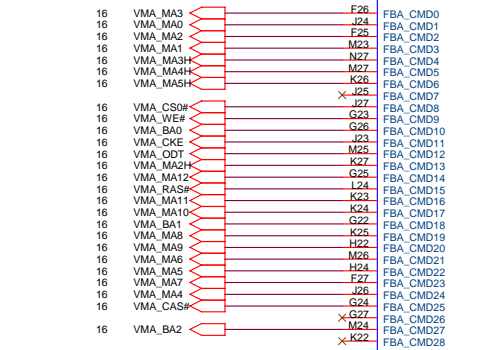 16 VMA_MA3 F26 FBA_CMD0
16 VMA_MA0 J24 FBA_CMD1
16 VMA_MA2 F25 FBA_CMD2
16 VMA_MA1 M23 FBA_CMD3
16 VMA_MA3H N27 FBA_CMD4
16 VMA_MA4H M27 FBA_CMD5
16 VMA_MA5H K26 FBA_CMD6
J25 FBA_CMD7
16 VMA_CS0# J27 FBA_CMD8
16 VMA_WE# G23 FBA_CMD9
16 VMA_BA0 G26 FBA_CMD10
16 VMA_CKE J23 FBA_CMD11
16 VMA_ODT M25 FBA_CMD12
16 VMA_MA2H K27 FBA_CMD13
16 VMA_MA12 G25 FBA_CMD14
16 VMA_RAS# L24 FBA_CMD15
16 VMA_MA11 K23 FBA_CMD16
16 VMA_MA10 K24 FBA_CMD17
16 VMA_BA1 G22 FBA_CMD18
16 VMA_MA8 K25 FBA_CMD19
16 VMA_MA9 H22 FBA_CMD20
16 VMA_MA6 M26 FBA_CMD21
16 VMA_MA5 H24 FBA_CMD22
16 VMA_MA7 F27 FBA_CMD23
16 VMA_MA4 J26 FBA_CMD24
16 VMA_CAS# G24 FBA_CMD25
G27 FBA_CMD26
16 VMA_BA2 M24 FBA_CMD27
K22 FBA_CMD28